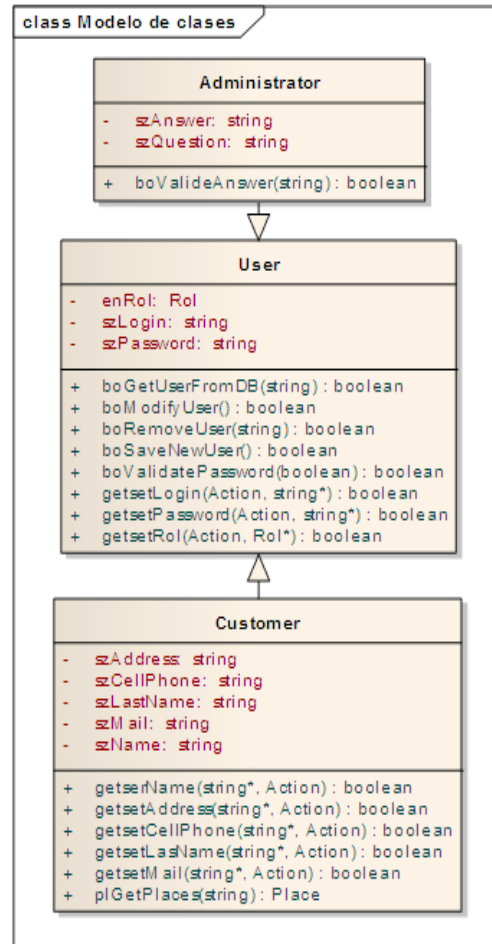 class Modelo de clases
Administrator
- szAnswer: string
- szQuestion: string
+ boValideAnswer(string) : boolean
User
- enRol: Rol
- szLogin: string
- szPassword: string
+ boGetUserFromDB(string) : boolean
+ boModifyUser() : boolean
+ boRemoveUser(string) : boolean
+ boSaveNewUser() : boolean
+ boValidatePassword(boolean) : boolean
+ getsetLogin(Action, string*) : boolean
+ getsetPassword(Action, string*) : boolean
+ getsetRol(Action, Rol*) : boolean
Customer
- szAddress: string
- szCellPhone: string
- szLastName: string
- szMail: string
- szName: string
+ getserName(string*, Action) : boolean
+ getsetAddress(string*, Action) : boolean
+ getsetCellPhone(string*, Action) : boolean
+ getsetLasName(string*, Action) : boolean
+ getsetMail(string*, Action) : boolean
+ plGetPlaces(string) : Place